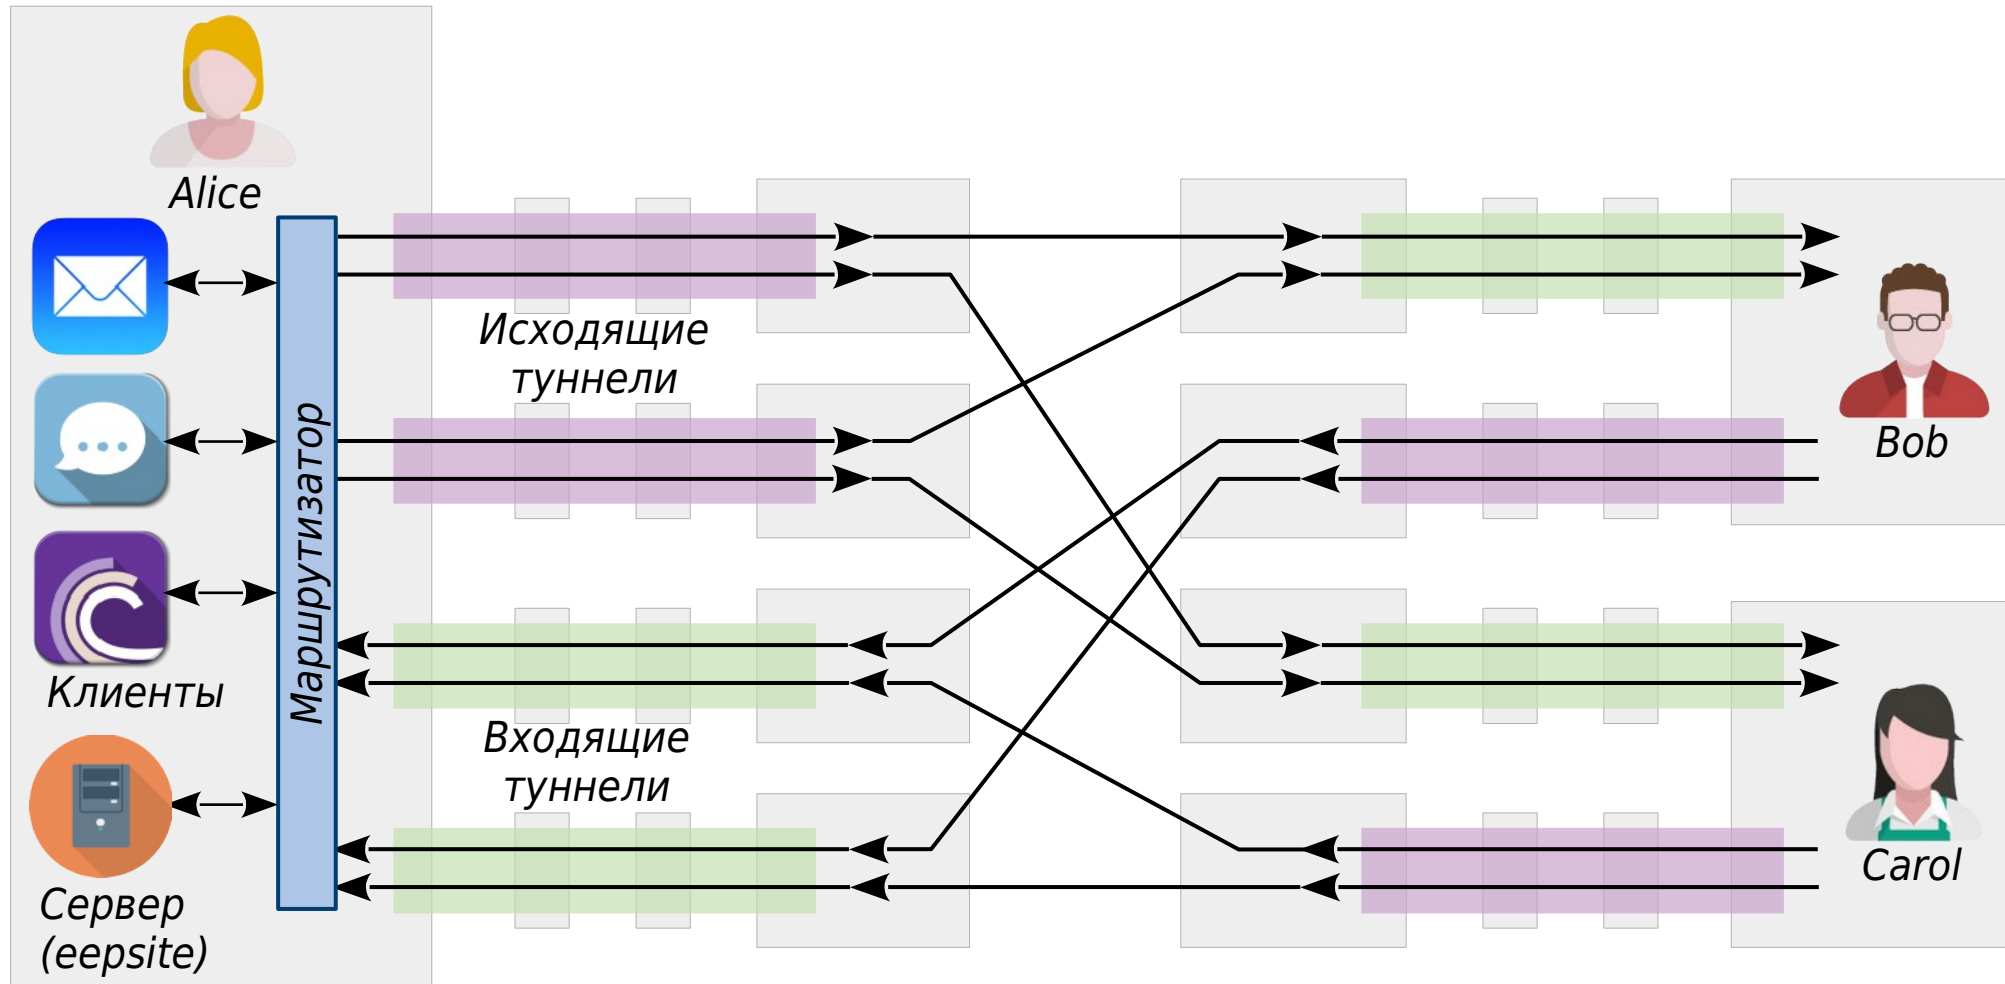 Alice
Исходящие
туннели
Маршрутизатор
Bob
Клиенты
Входящие
туннели
Carol
Сервер
(eepsite)